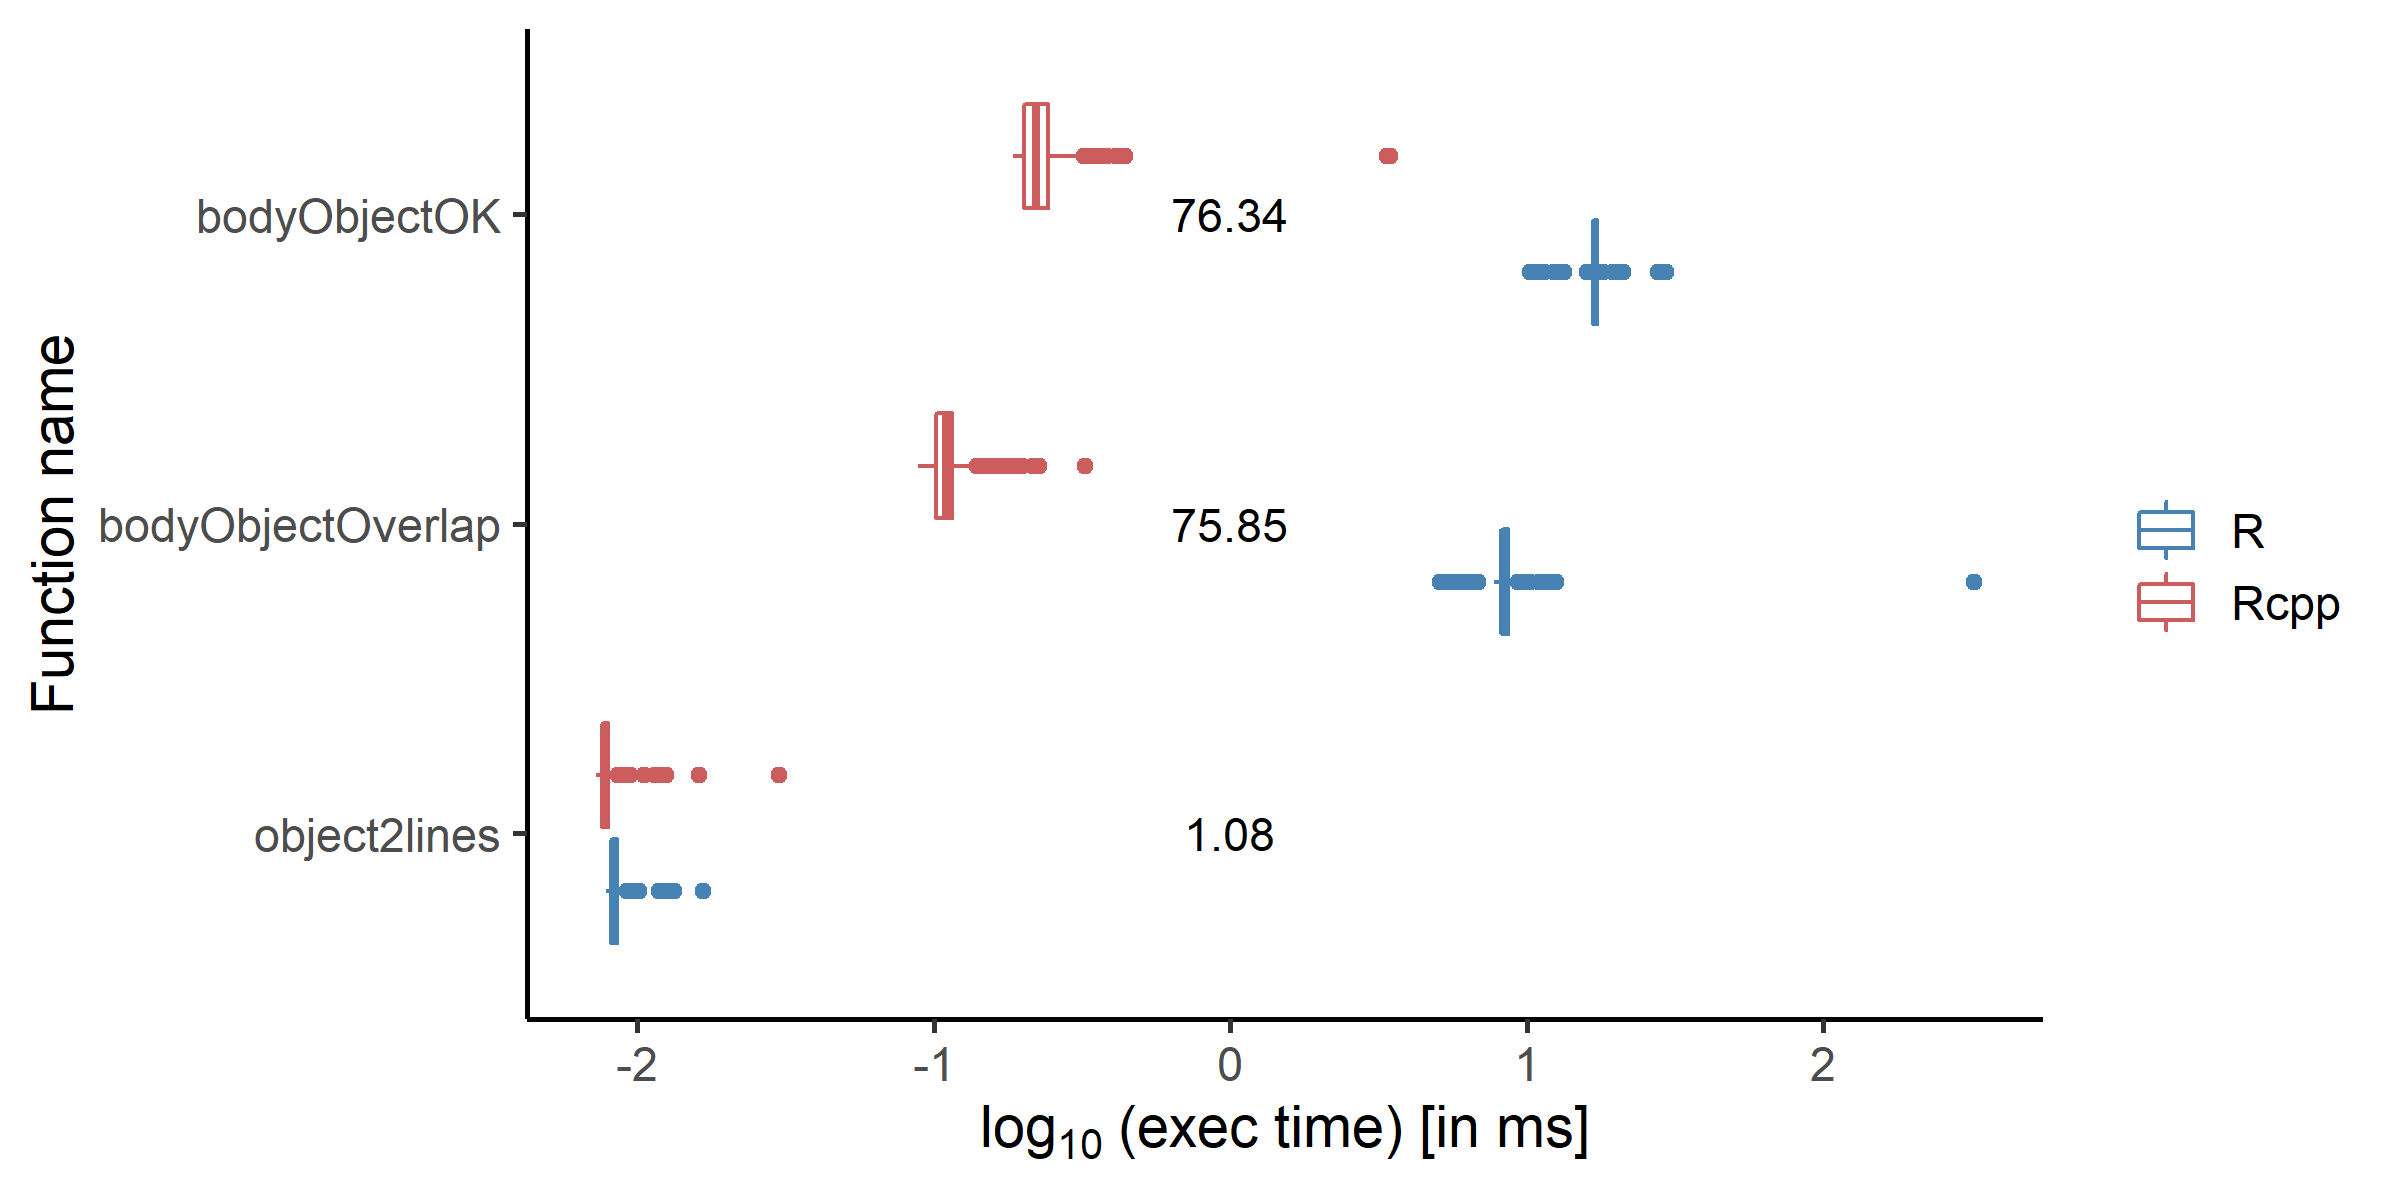 Function name
bodyObjectOK
76.34
bodyObjectOverlap
75.85
object2lines
1.08
R
Rcpp
-2 -1 0 1 2
log10 (exec time) [in ms]